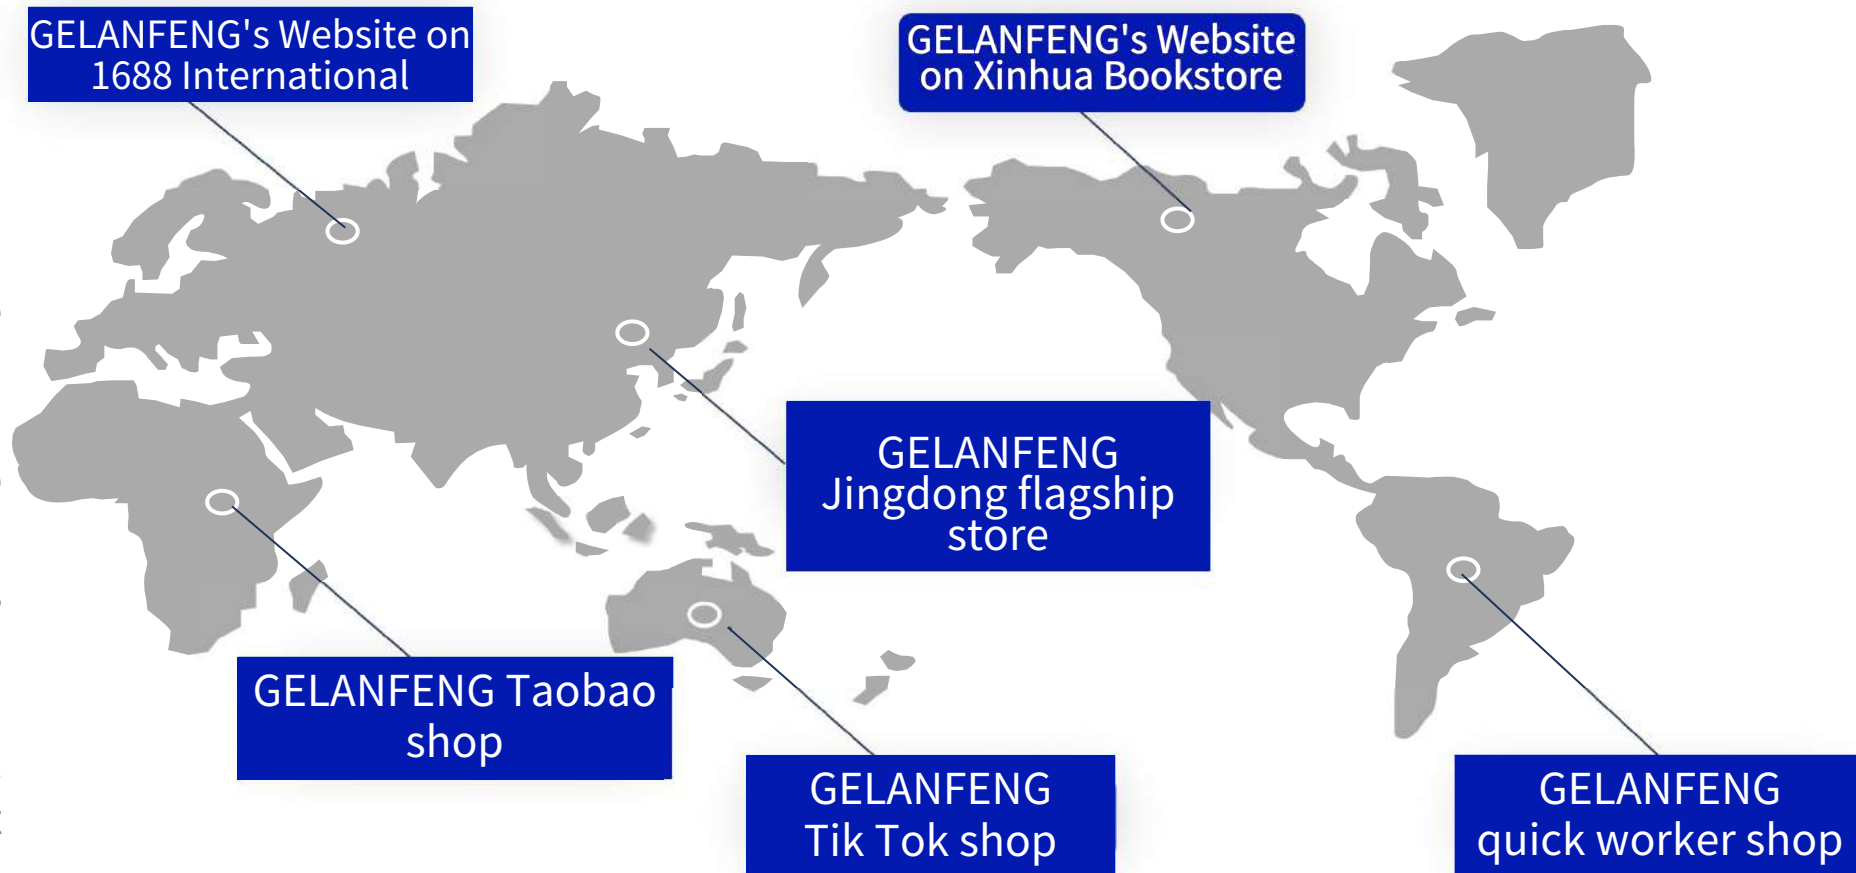 GELANFENG's Website on
1688 International
GELANFENG's Website
on Xinhua Bookstore
GELANFENG
Jingdong flagship
store
GELANFENG Taobao
shop
GELANFENG
Tik Tok shop
GELANFENG
quick worker shop